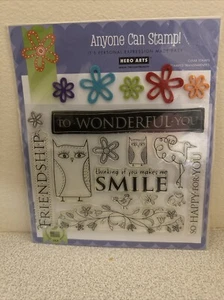 Anyone Can Stamp!
HERO ARTS
TO WONDERFUL YOU
FRIENDSHIP
thinking of you makes me
SMILE
SO HAPPY FOR YOU